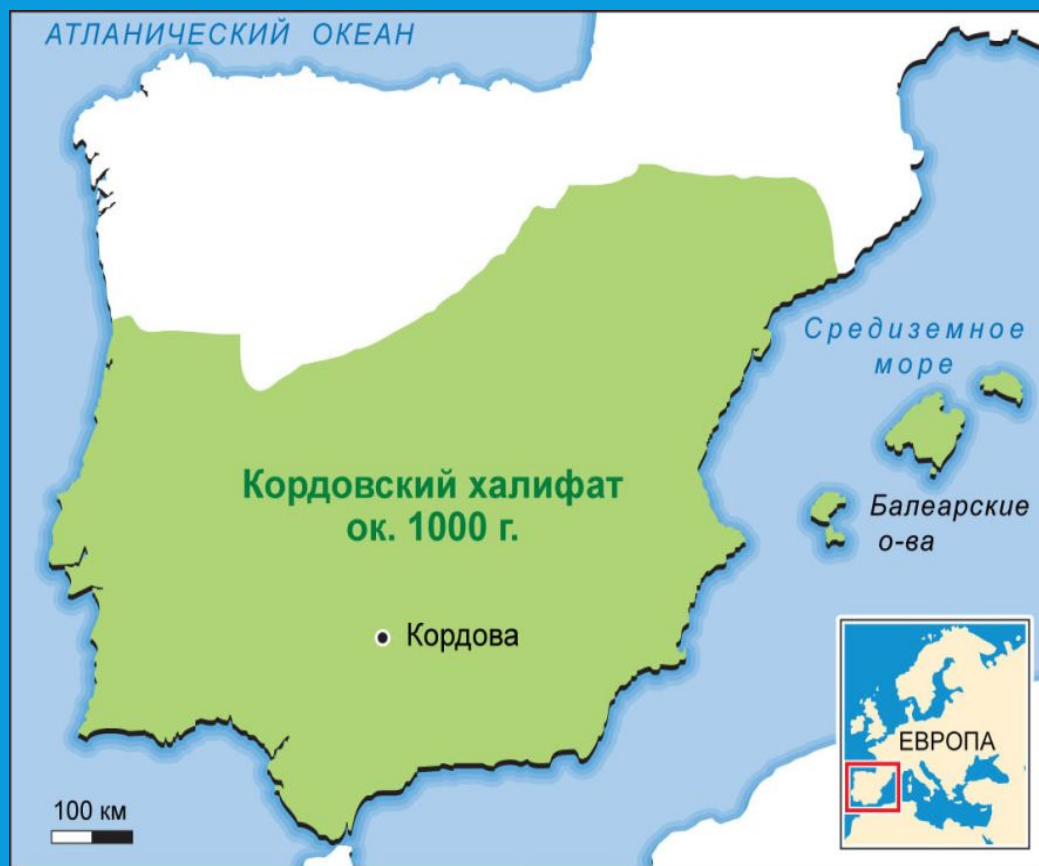 АТЛАНИЧЕСКИЙ ОКЕАН
Средиземное
море
Кордовский халифат
ок. 1000 г.
Балеарские
о-ва
Кордова
ЕВРОПА
100 км